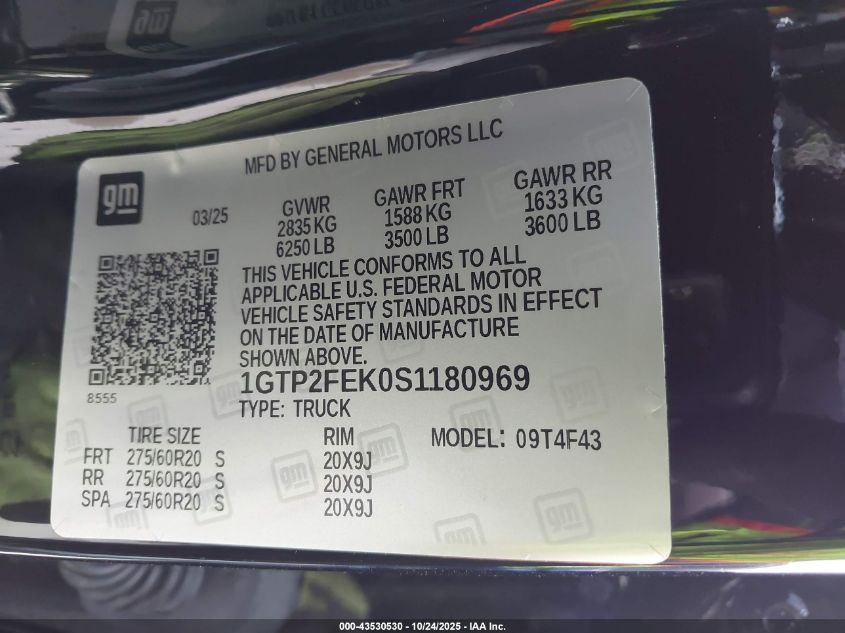 MFD BY GENERAL MOTORS LLC
gm
03/25
GVWR
2835 KG
6250 LB
GAWR FRT
1588 KG
3500 LB
GAWR RR
1633 KG
3600 LB
THIS VEHICLE CONFORMS TO ALL
APPLICABLE U.S. FEDERAL MOTOR
VEHICLE SAFETY STANDARDS IN EFFECT
ON THE DATE OF MANUFACTURE
SHOWN ABOVE.
8555
1GTP2FEK0S1180969
TYPE: TRUCK
TIRE SIZE
RIM
MODEL: 09T4F43
FRT 275/60R20 S 20X9J
RR 275/60R20 S 20X9J
SPA 275/60R20 S 20X9J
000-43530530 - 10/24/2025 - IAA Inc.